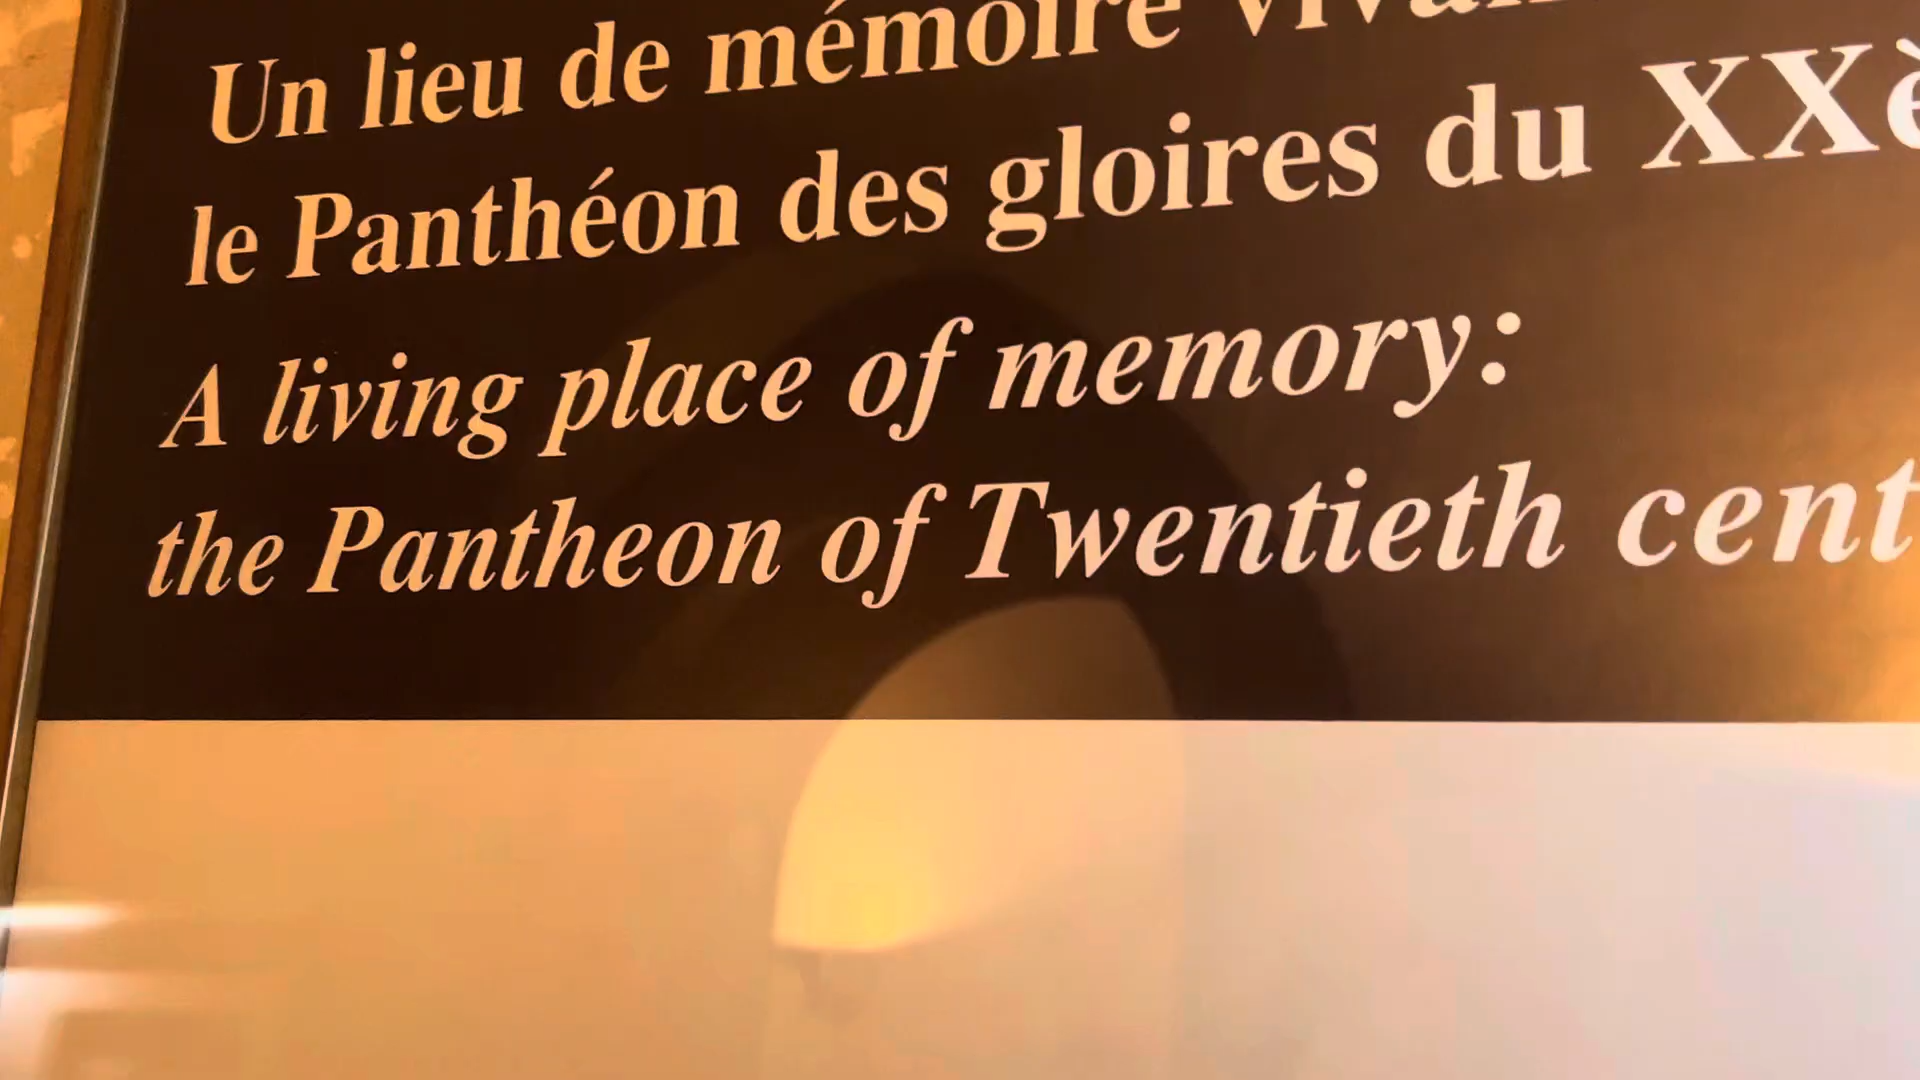 Un lieu de mémoire
le Panthéon des gloires du XXè
A living place of memory:
the Pantheon of Twentieth cent